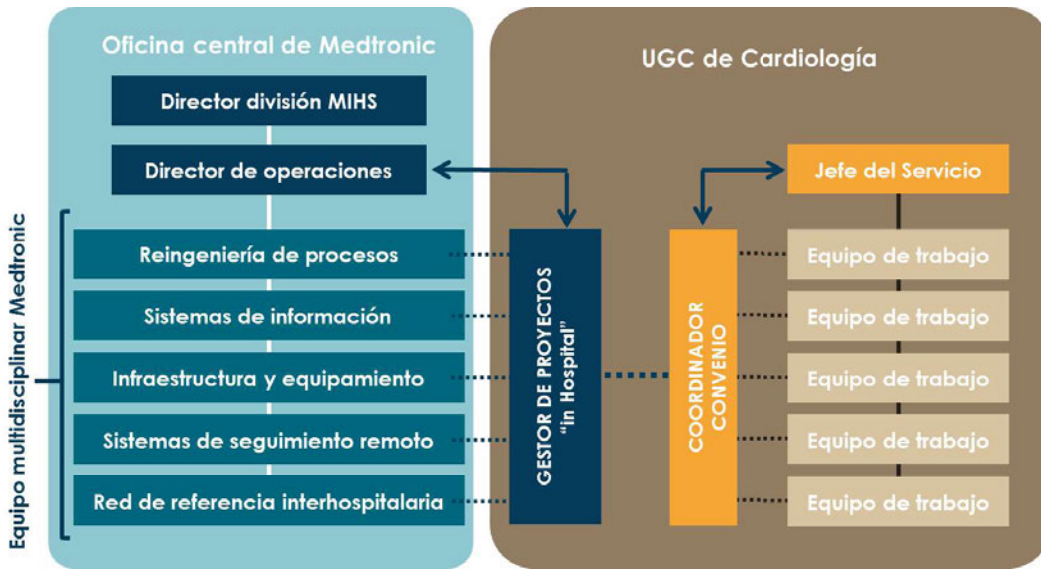 Oficina central de Medtronic
Director división MIHS
Director de operaciones
Equipo multidisciplinar Medtronic
Reingeniería de procesos
Sistemas de información
Infraestructura y equipamiento
Sistemas de seguimiento remoto
Red de referencia interhospitalaria
UGC de Cardiología
GESTOR DE PROYECTOS
"in Hospital"
COORDINADOR
CONVENIO
Jefe del Servicio
Equipo de trabajo
Equipo de trabajo
Equipo de trabajo
Equipo de trabajo
Equipo de trabajo